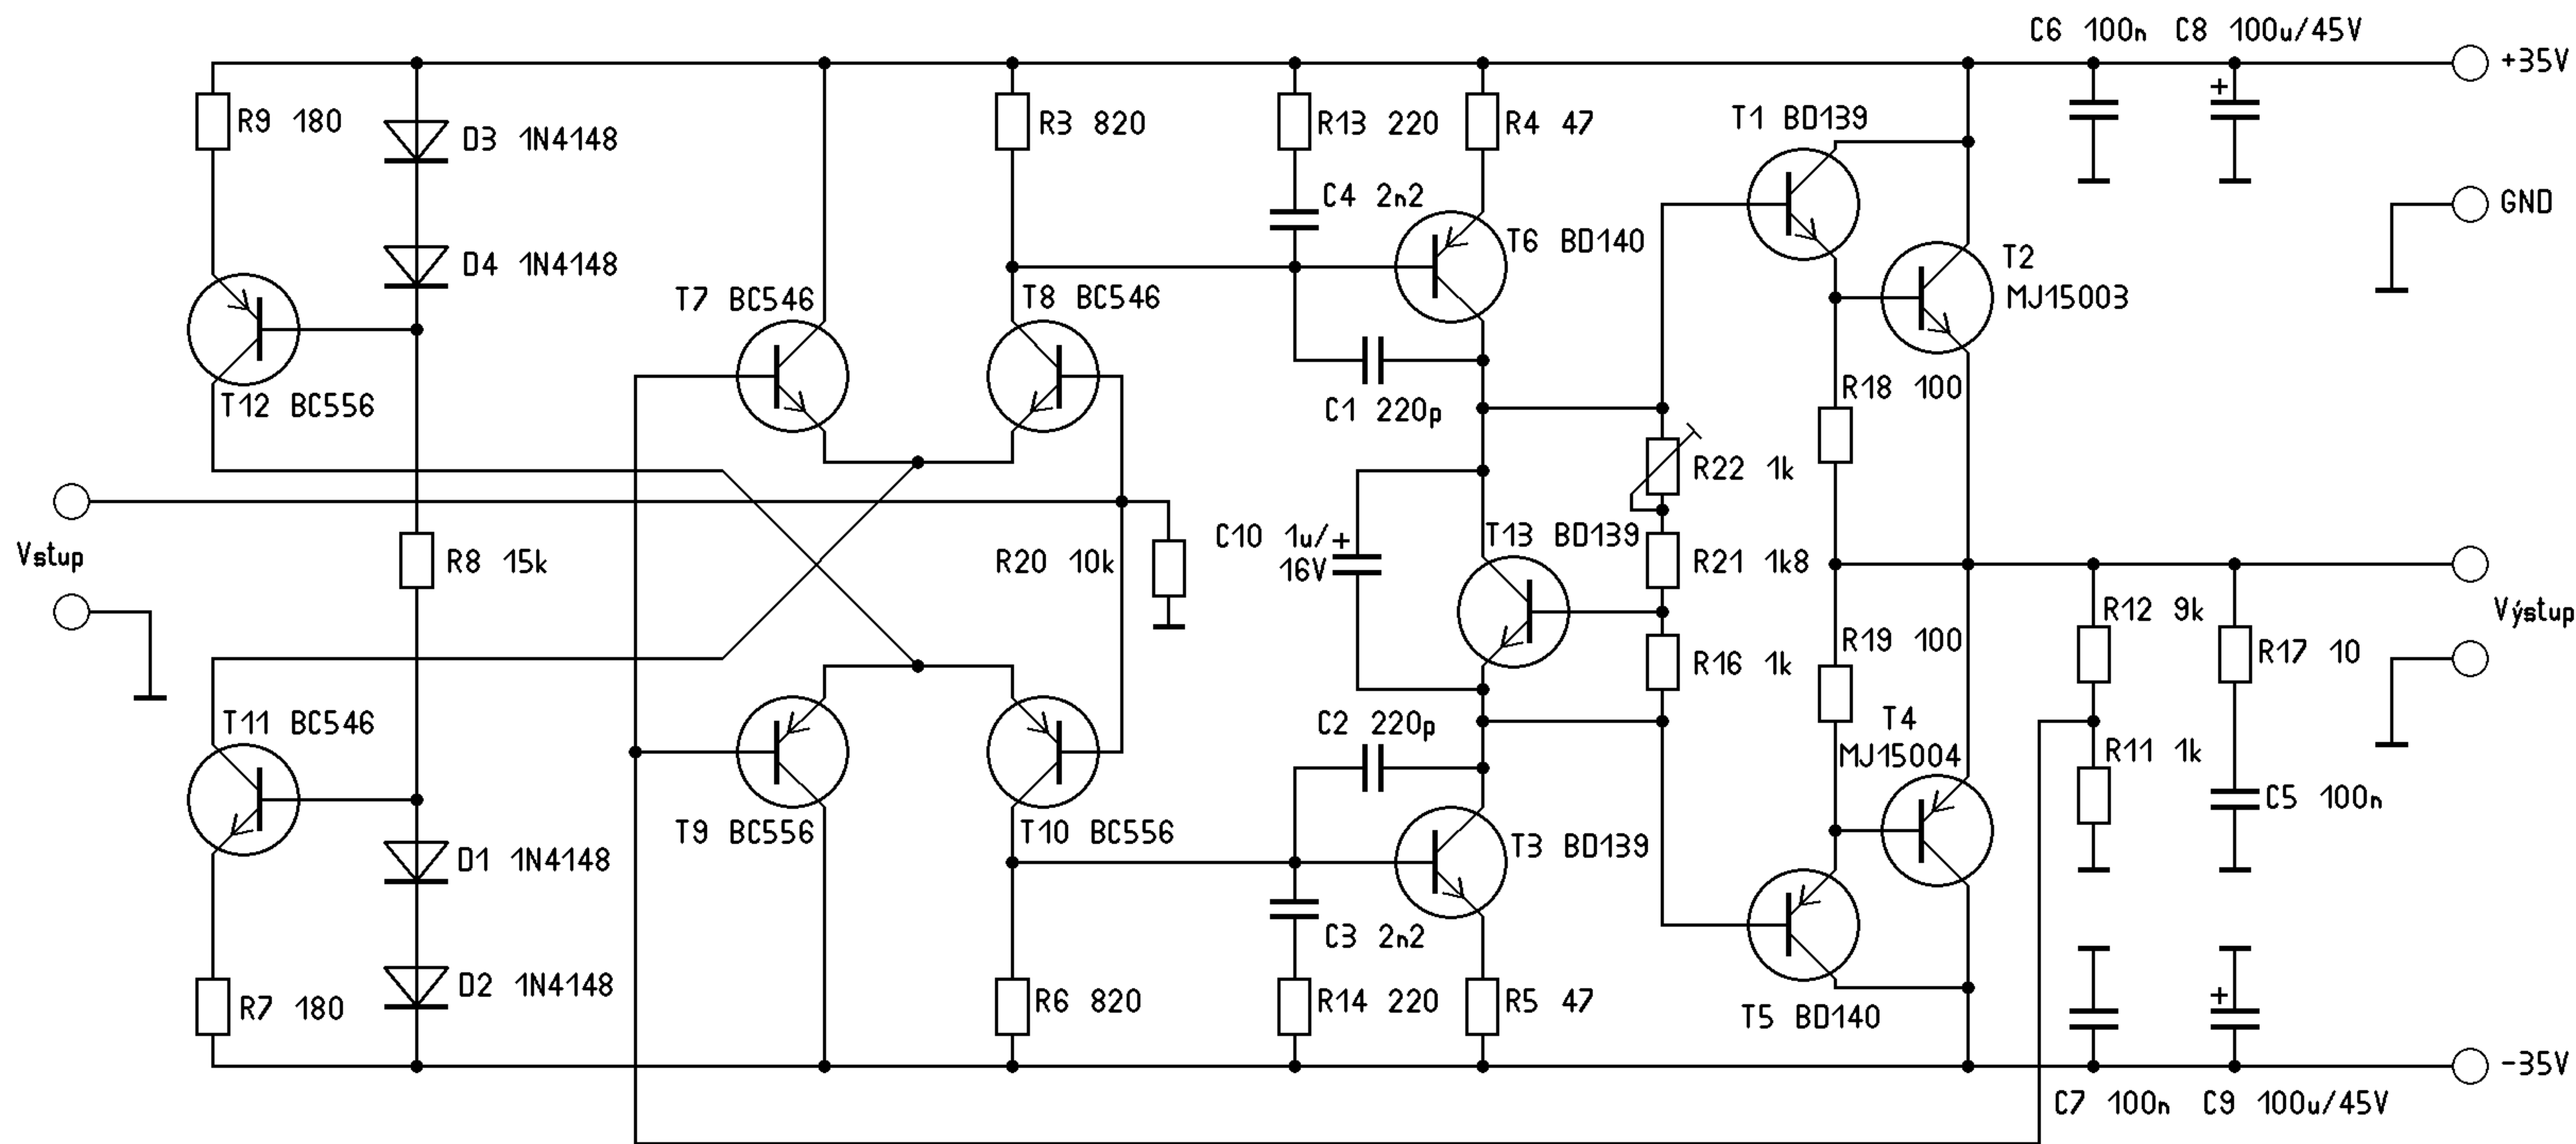 C6 100n C8 100u/45V
+
+35V
R9 180
D3 1N4148
R3 820
R13 220
R4 47
T1 BD139
C4 2n2
GND
D4 1N4148
T6 BD140
T2
MJ15003
T7 BC546
T8 BC546
T12 BC556
C1 220p
R18 100
R22 1k
Vstup
R8 15k
R20 10k
C10 1u/+
16V
T13 BD139
R21 1k8
R12 9k
Výstup
R19 100
R16 1k
R17 10
T11 BC546
C2 220p
T4
MJ15004
R11 1k
C5 100n
T9 BC556
T10 BC556
T3 BD139
D1 1N4148
C3 2n2
D2 1N4148
R7 180
R6 820
R14 220
R5 47
T5 BD140
+
-35V
C7 100n C9 100u/45V